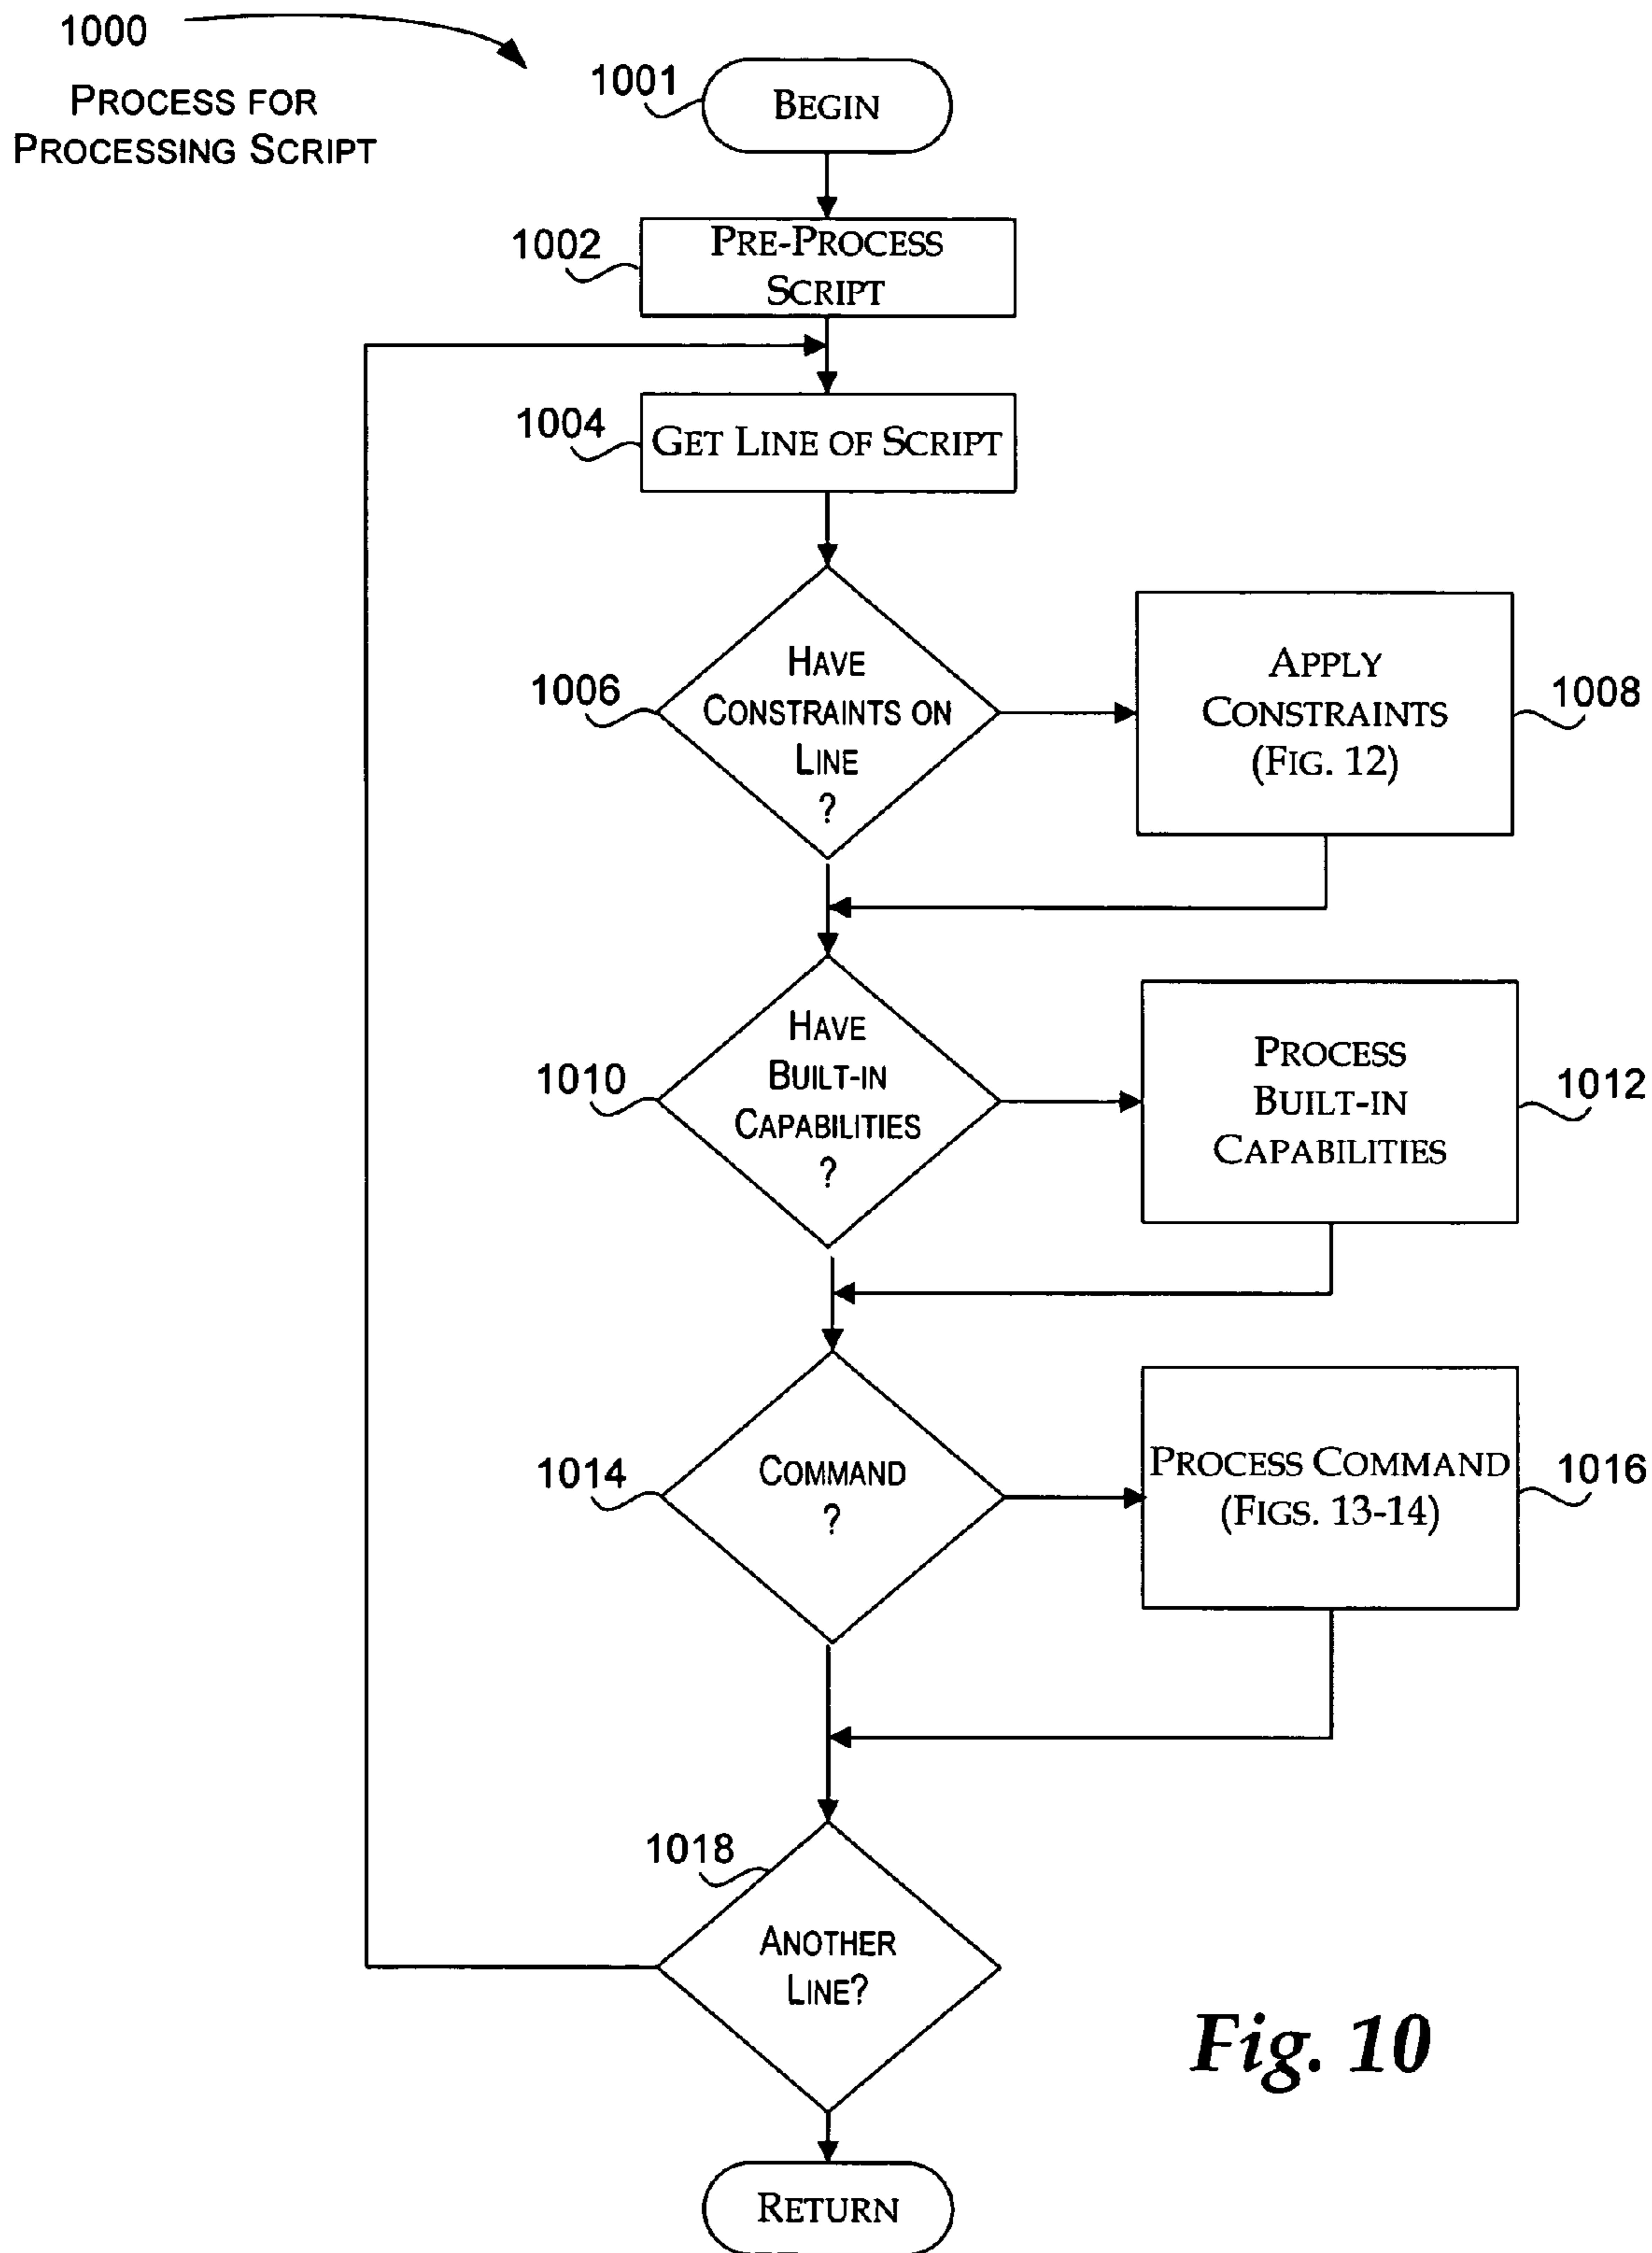 1000
PROCESS FOR
PROCESSING SCRIPT
1001
BEGIN
1002
PRE-PROCESS
SCRIPT
1004
GET LINE OF SCRIPT
1006
HAVE
CONSTRAINTS ON
LINE
?
APPLY
CONSTRAINTS
(FIG. 12)
1008
1010
HAVE
BUILT-IN
CAPABILITIES
?
PROCESS
BUILT-IN
CAPABILITIES
1012
1014
COMMAND
?
PROCESS COMMAND
(FIGS. 13-14)
1016
1018
ANOTHER
LINE?
Fig. 10
RETURN